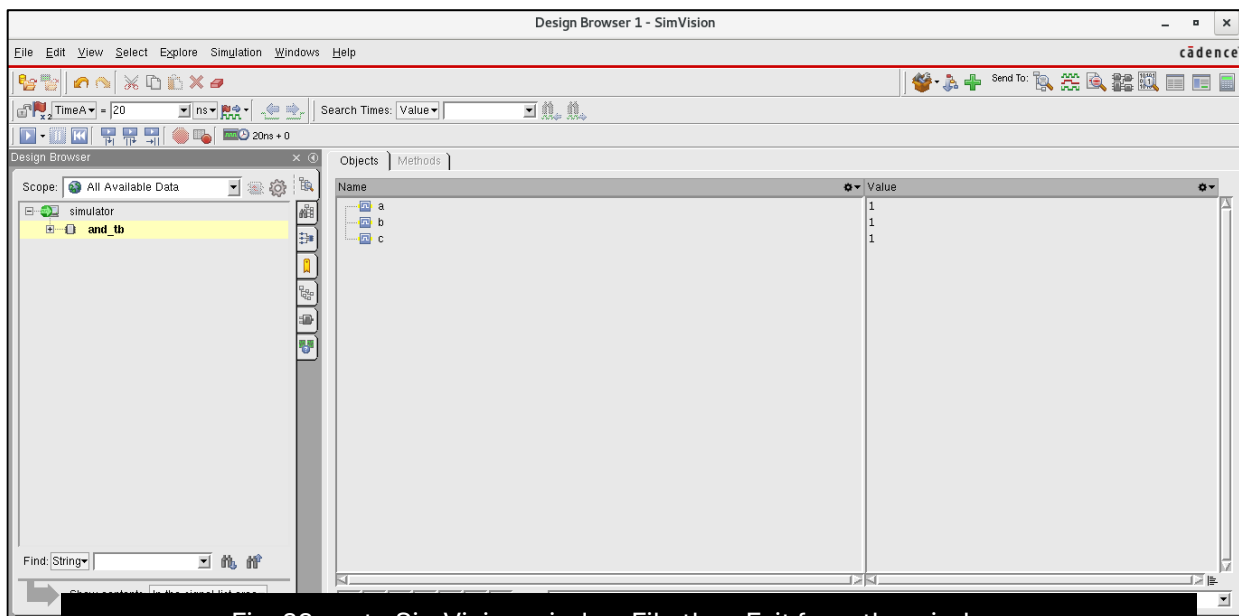 Design Browser 1 - SimVision
File Edit View Select Explore Simulation Windows Help
cādence
Send To:
x2 TimeA = 20 ns
Search Times: Value
20ns + 0
Design Browser
Objects Methods
Scope: All Available Data
Name Value
simulator
a 1
and_tb
b 1
c 1
Find: String